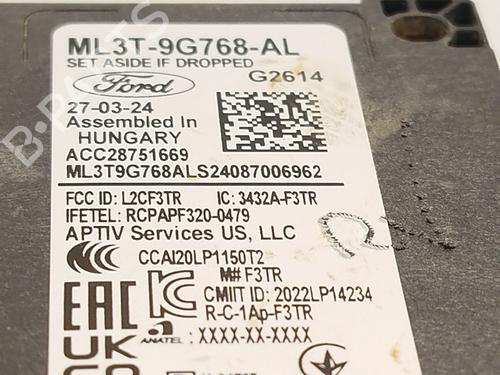 ML3T-9G768-AL
SET ASIDE IF DROPPED
Ford
G2614
27-03-24
Assembled In
HUNGARY
ACC28751669
ML3T9G768ALS24087006962
FCC ID: L2CF3TR
IC: 3432A-F3TR
IFETEL: RCPAPF320-0479
APTIV Services US, LLC
CCAI20LP1150T2
M# F3TR
CMIIT ID: 2022LP14234
R-C-1Ap-F3TR
ANATEL: XXXX-XX-XXXX
EAC
UK